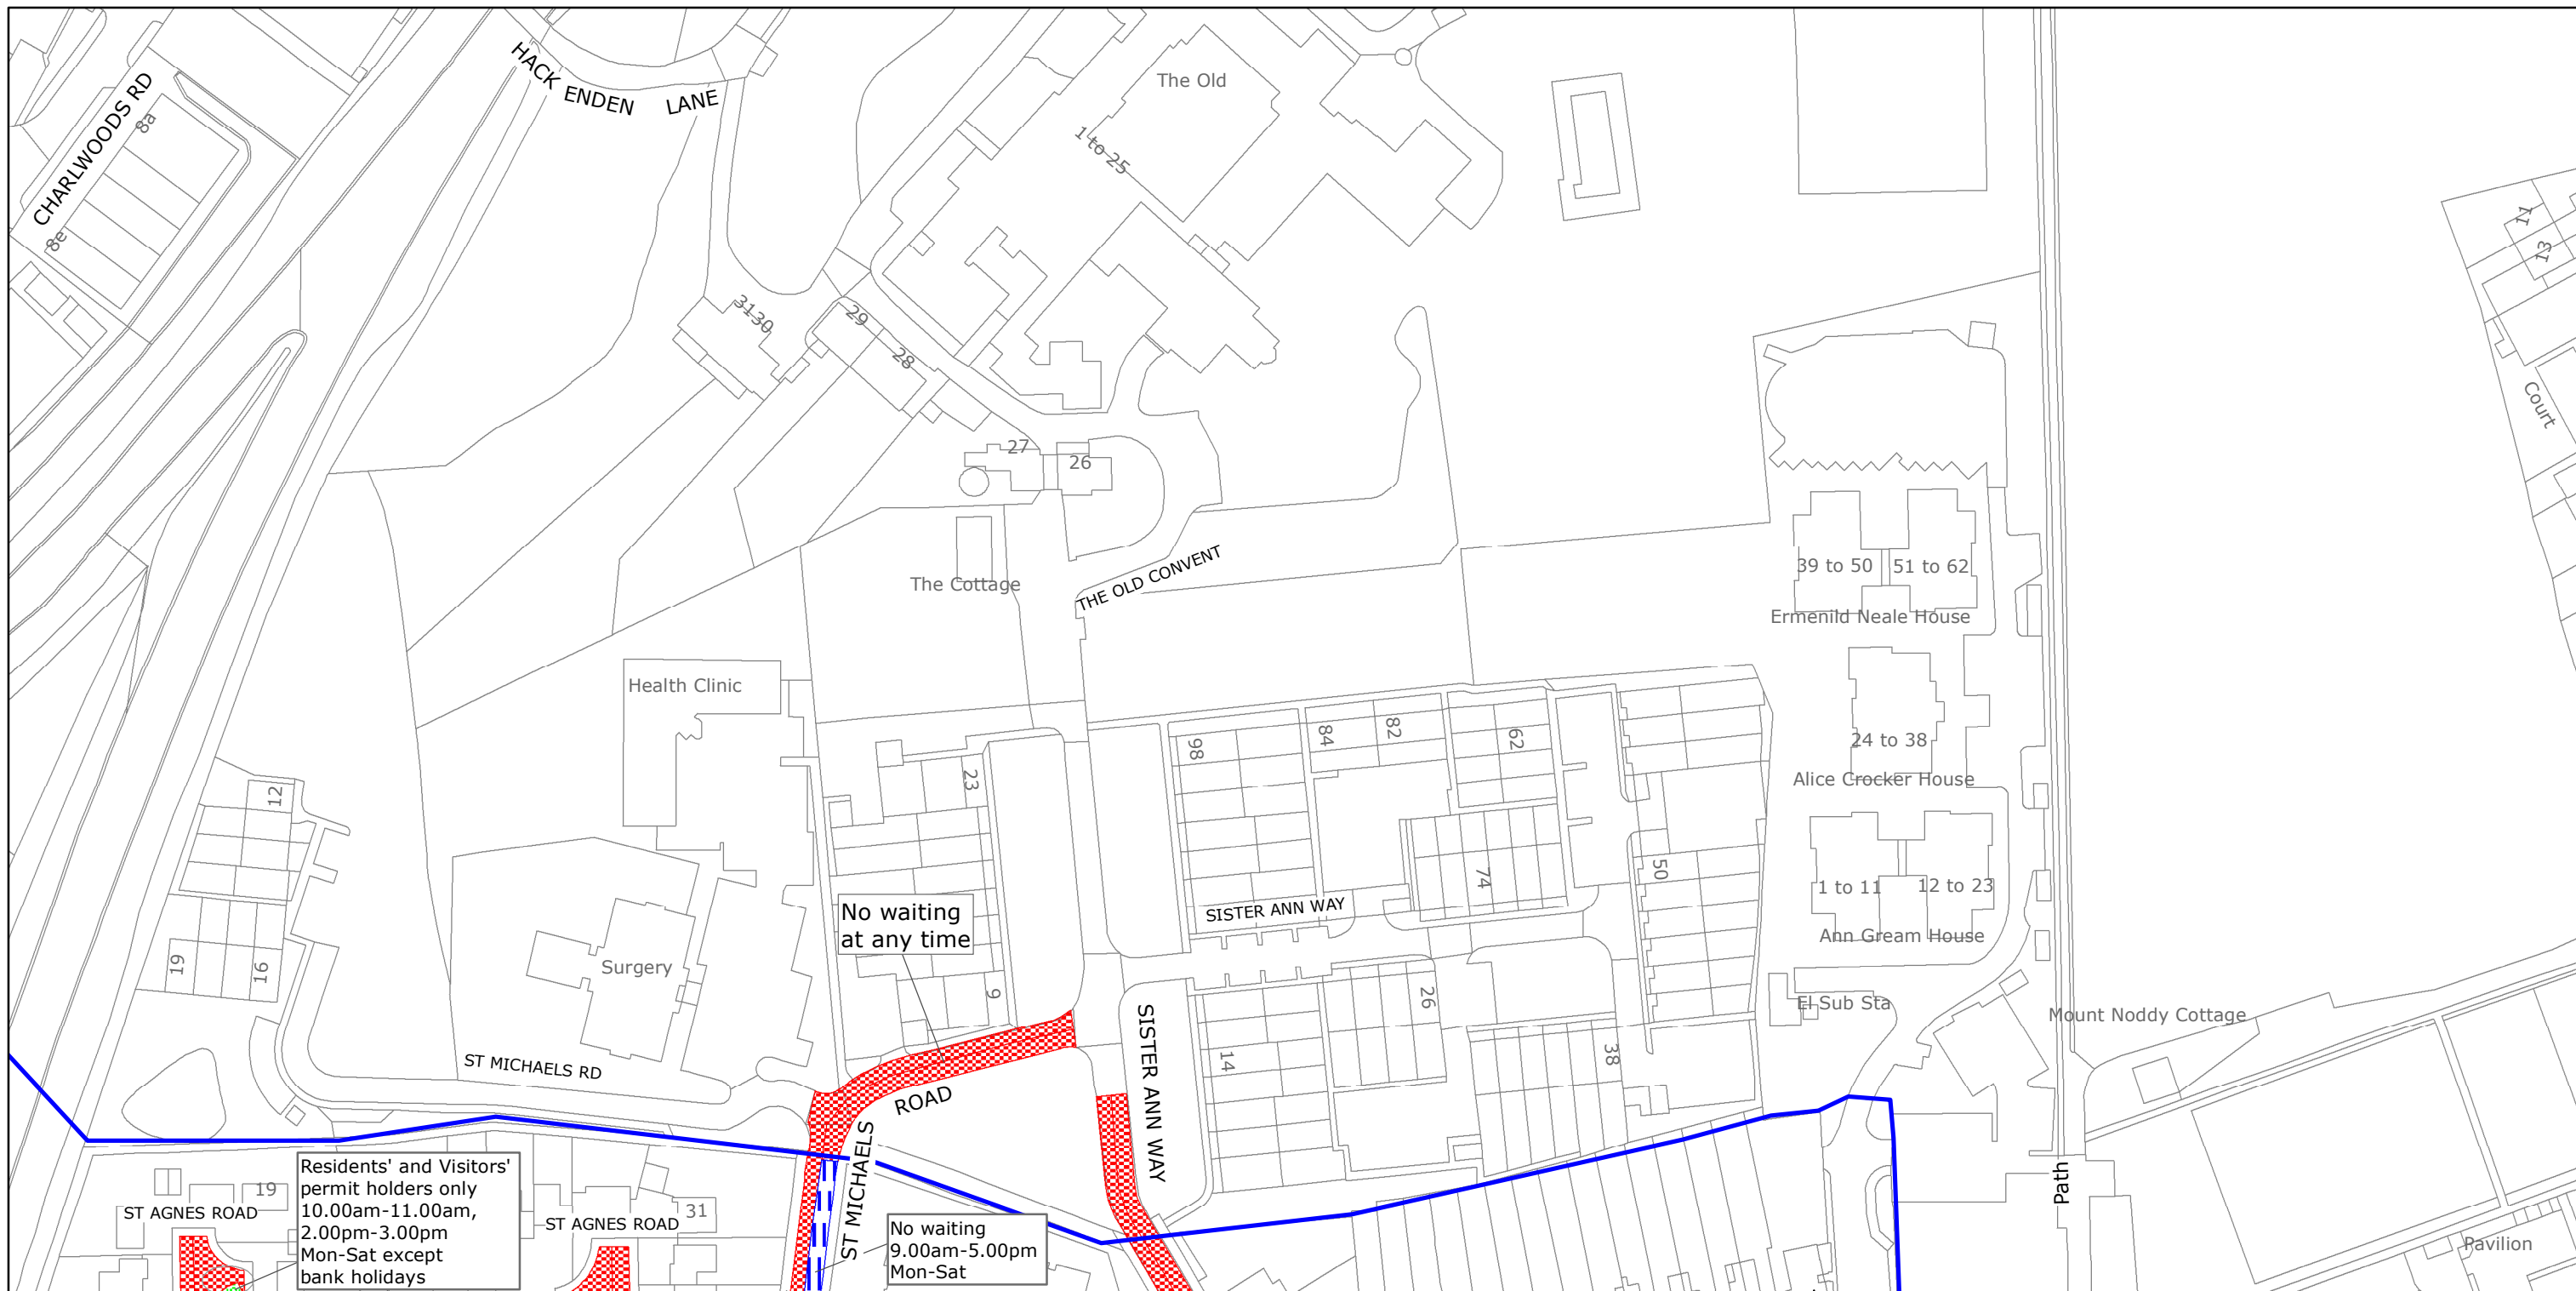 HACK ENDEN LANE
CHARLWOODS RD
8a
8e
The Old
1 to 25
11
13
Court
3130
29
28
27
26
The Cottage
THE OLD CONVENT
39 to 50
51 to 62
Ermenild Neale House
Health Clinic
24 to 38
Alice Crocker House
12
23
98
84
82
62
74
50
1 to 11
12 to 23
Ann Gream House
No waiting
at any time
SISTER ANN WAY
19
16
Surgery
9
26
El Sub Sta
Mount Noddy Cottage
ST MICHAELS RD
ROAD
SISTER ANN WAY
14
38
ST MICHAELS
Path
Residents' and Visitors'
permit holders only
10.00am-11.00am,
2.00pm-3.00pm
Mon-Sat except
bank holidays
19
ST AGNES ROAD
ST AGNES ROAD
31
No waiting
9.00am-5.00pm
Mon-Sat
Pavilion